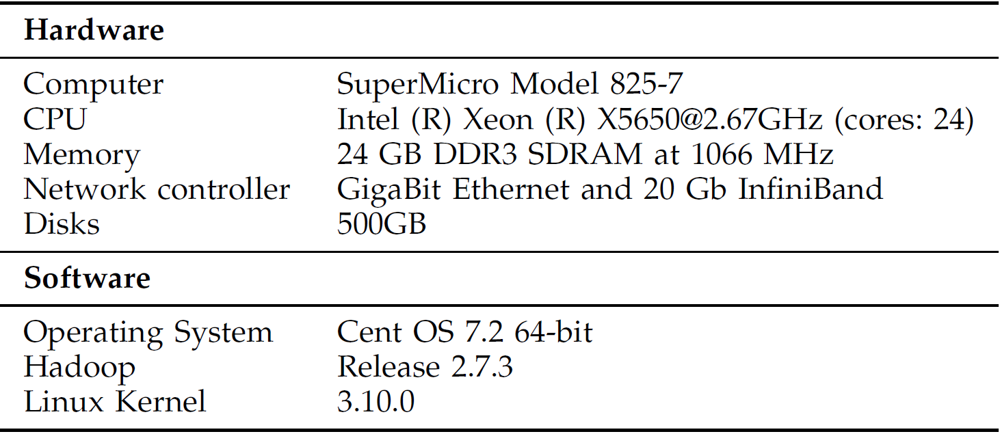 Hardware
Computer SuperMicro Model 825-7
CPU Intel (R) Xeon (R) X5650@2.67GHz (cores: 24)
Memory 24 GB DDR3 SDRAM at 1066 MHz
Network controller GigaBit Ethernet and 20 Gb InfiniBand
Disks 500GB
Software
Operating System Cent OS 7.2 64-bit
Hadoop Release 2.7.3
Linux Kernel 3.10.0